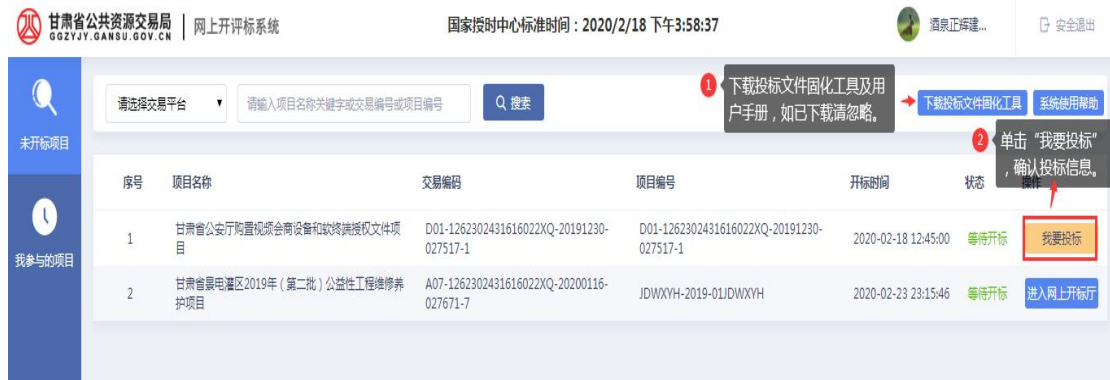 甘肃省公共资源交易局
GGZYJY.GANSU.GOV.CN
网上开评标系统
国家授时中心标准时间：2020/2/18 下午3:58:37
酒泉正辉建...
安全退出
未开标项目
我参与的项目
请选择交易平台
请输入项目名称关键字或交易编号或项目编号
搜索
1
下载投标文件固化工具及用
户手册，如已下载请忽略。
下载投标文件固化工具
系统使用帮助
2
单击“我要投标”
，确认投标信息。
序号
项目名称
交易编码
项目编号
开标时间
状态
操作
1
甘肃省公安厅购置视频会商设备和软终端授权文件项
目
D01-1262302431616022XQ-20191230-
027517-1
D01-1262302431616022XQ-20191230-
027517-1
2020-02-18 12:45:00
等待开标
我要投标
2
甘肃省景电灌区2019年（第二批）公益性工程维修养
护项目
A07-1262302431616022XQ-20200116-
027671-7
JDWXYH-2019-01JDWXYH
2020-02-23 23:15:46
等待开标
进入网上开标厅